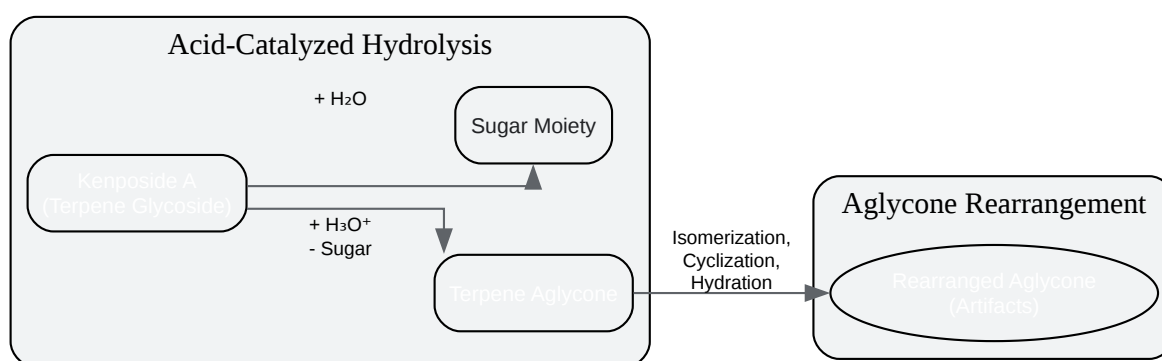 Acid-Catalyzed Hydrolysis
+ H₂O
Sugar Moiety
Kenposide A
(Terpene Glycoside)
+ H₃O⁺
- Sugar
Terpene Aglycone
Isomerization,
Cyclization,
Hydration
Aglycone Rearrangement
Rearranged Aglycone
(Artifacts)